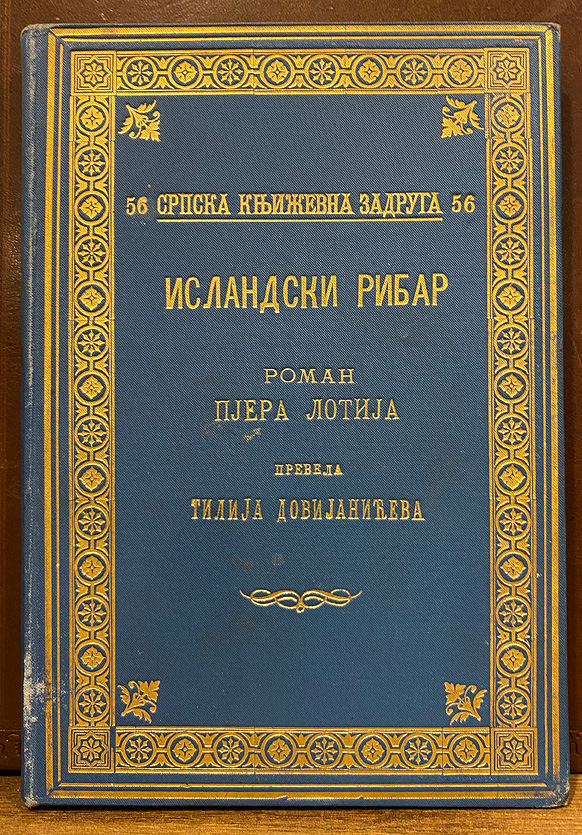 56 СРПСКА КЊИЖЕВНА ЗАДРУГА 56
ИСЛАНДСКИ РИБАР
РОМАН
ПЈЕРА ЛОТИЈА
ПРЕВЕЛА
ТИЛИЈА ДОВИЈАНИЋЕВА